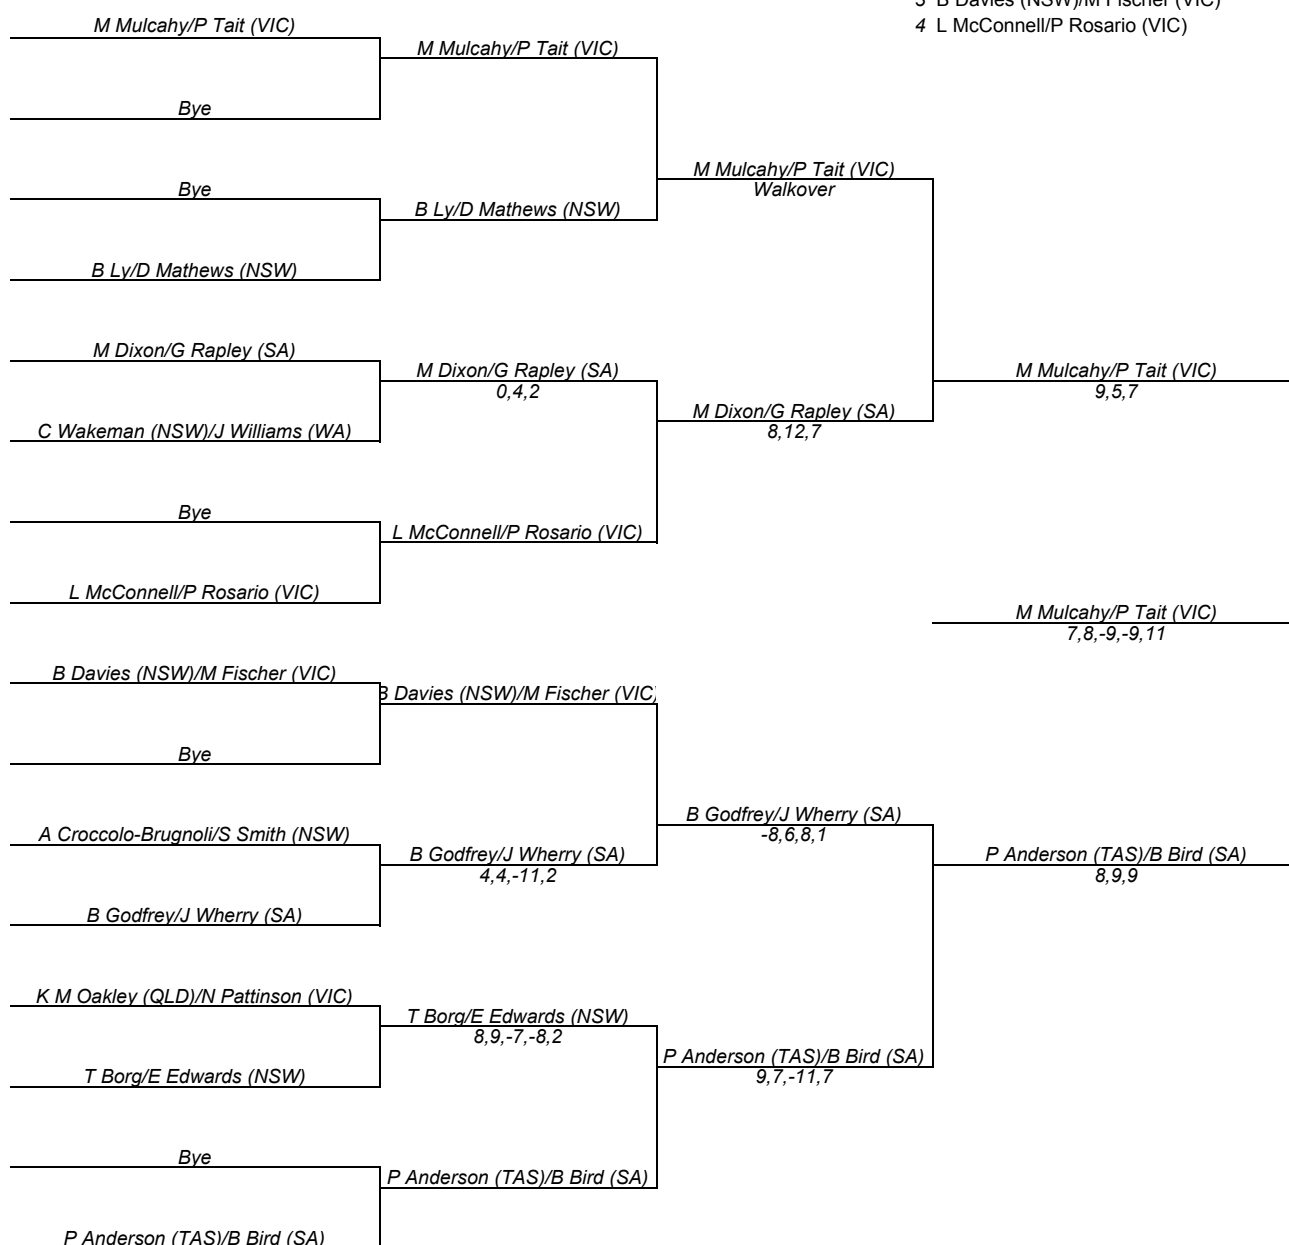 3 B Davies (NSW)/M Fischer (VIC)
4 L McConnell/P Rosario (VIC)
M Mulcahy/P Tait (VIC)
Bye
Bye
B Ly/D Mathews (NSW)
M Dixon/G Rapley (SA)
C Wakeman (NSW)/J Williams (WA)
Bye
L McConnell/P Rosario (VIC)
B Davies (NSW)/M Fischer (VIC)
Bye
A Croccolo-Brugnoli/S Smith (NSW)
B Godfrey/J Wherry (SA)
K M Oakley (QLD)/N Pattinson (VIC)
T Borg/E Edwards (NSW)
Bye
P Anderson (TAS)/B Bird (SA)
M Mulcahy/P Tait (VIC)
B Ly/D Mathews (NSW)
M Dixon/G Rapley (SA)
0,4,2
L McConnell/P Rosario (VIC)
B Davies (NSW)/M Fischer (VIC)
B Godfrey/J Wherry (SA)
4,4,-11,2
T Borg/E Edwards (NSW)
8,9,-7,-8,2
P Anderson (TAS)/B Bird (SA)
M Mulcahy/P Tait (VIC)
Walkover
M Dixon/G Rapley (SA)
8,12,7
B Godfrey/J Wherry (SA)
-8,6,8,1
P Anderson (TAS)/B Bird (SA)
9,7,-11,7
M Mulcahy/P Tait (VIC)
9,5,7
M Mulcahy/P Tait (VIC)
7,8,-9,-9,11
P Anderson (TAS)/B Bird (SA)
8,9,9